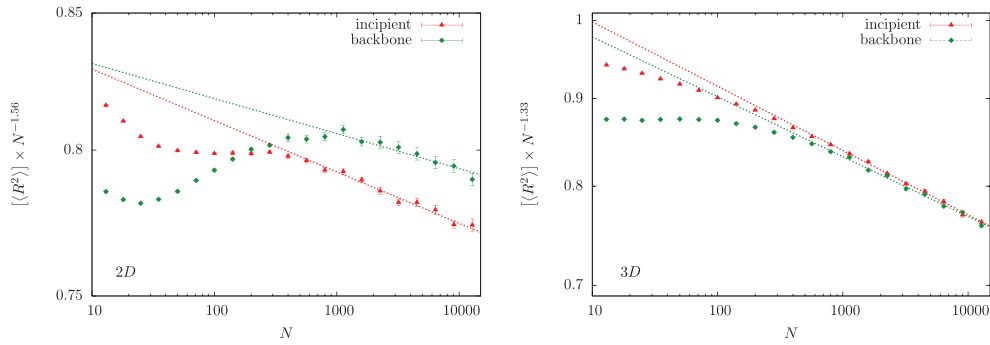 0.85
0.8
0.75
[⟨R²⟩] × N⁻¹·⁵⁶
incipient
backbone
2D
10 100 1000 10000
N
1
0.9
0.8
0.7
[⟨R²⟩] × N⁻¹·³³
incipient
backbone
3D
10 100 1000 10000
N